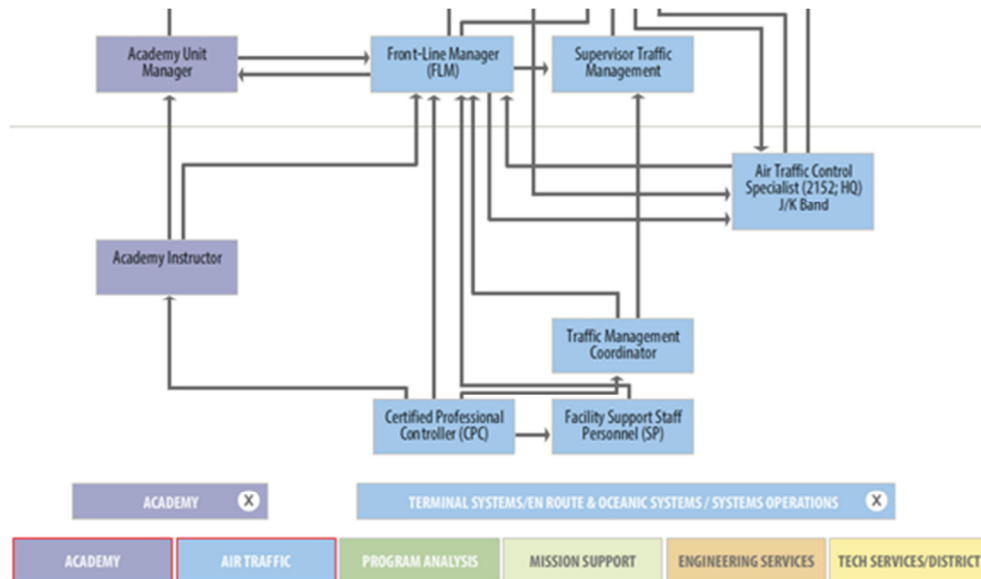 Academy Unit
Manager
Front-Line Manager
(FLM)
Supervisor Traffic
Management
Air Traffic Control
Specialist (2152; HQ)
J/K Band
Academy Instructor
Traffic Management
Coordinator
Certified Professional
Controller (CPC)
Facility Support Staff
Personnel (SP)
ACADEMY X
TERMINAL SYSTEMS/EN ROUTE & OCEANIC SYSTEMS / SYSTEMS OPERATIONS X
ACADEMY
AIR TRAFFIC
PROGRAM ANALYSIS
MISSION SUPPORT
ENGINEERING SERVICES
TECH SERVICES/DISTRICT